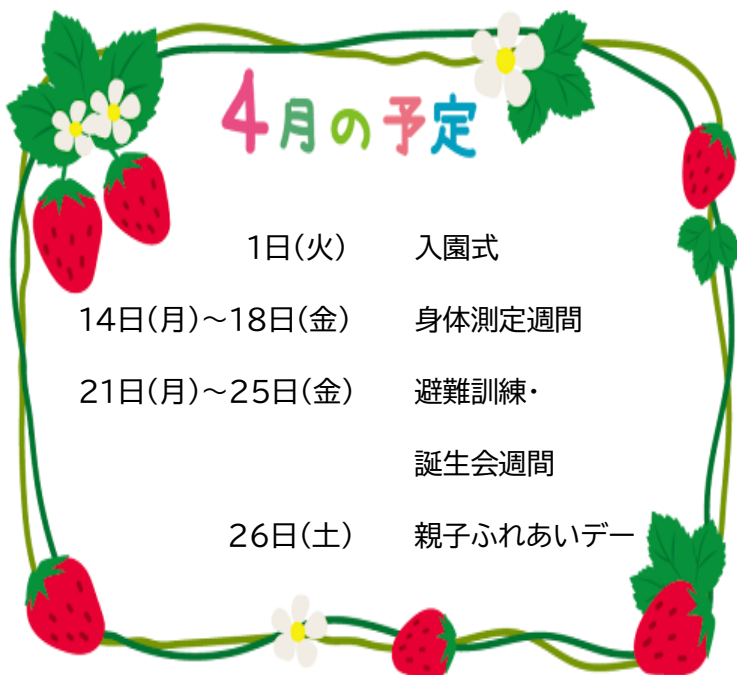 4月の予定
1日(火) 入園式
14日(月)~18日(金) 身体測定週間
21日(月)~25日(金) 避難訓練・
誕生会週間
26日(土) 親子ふれあいデー